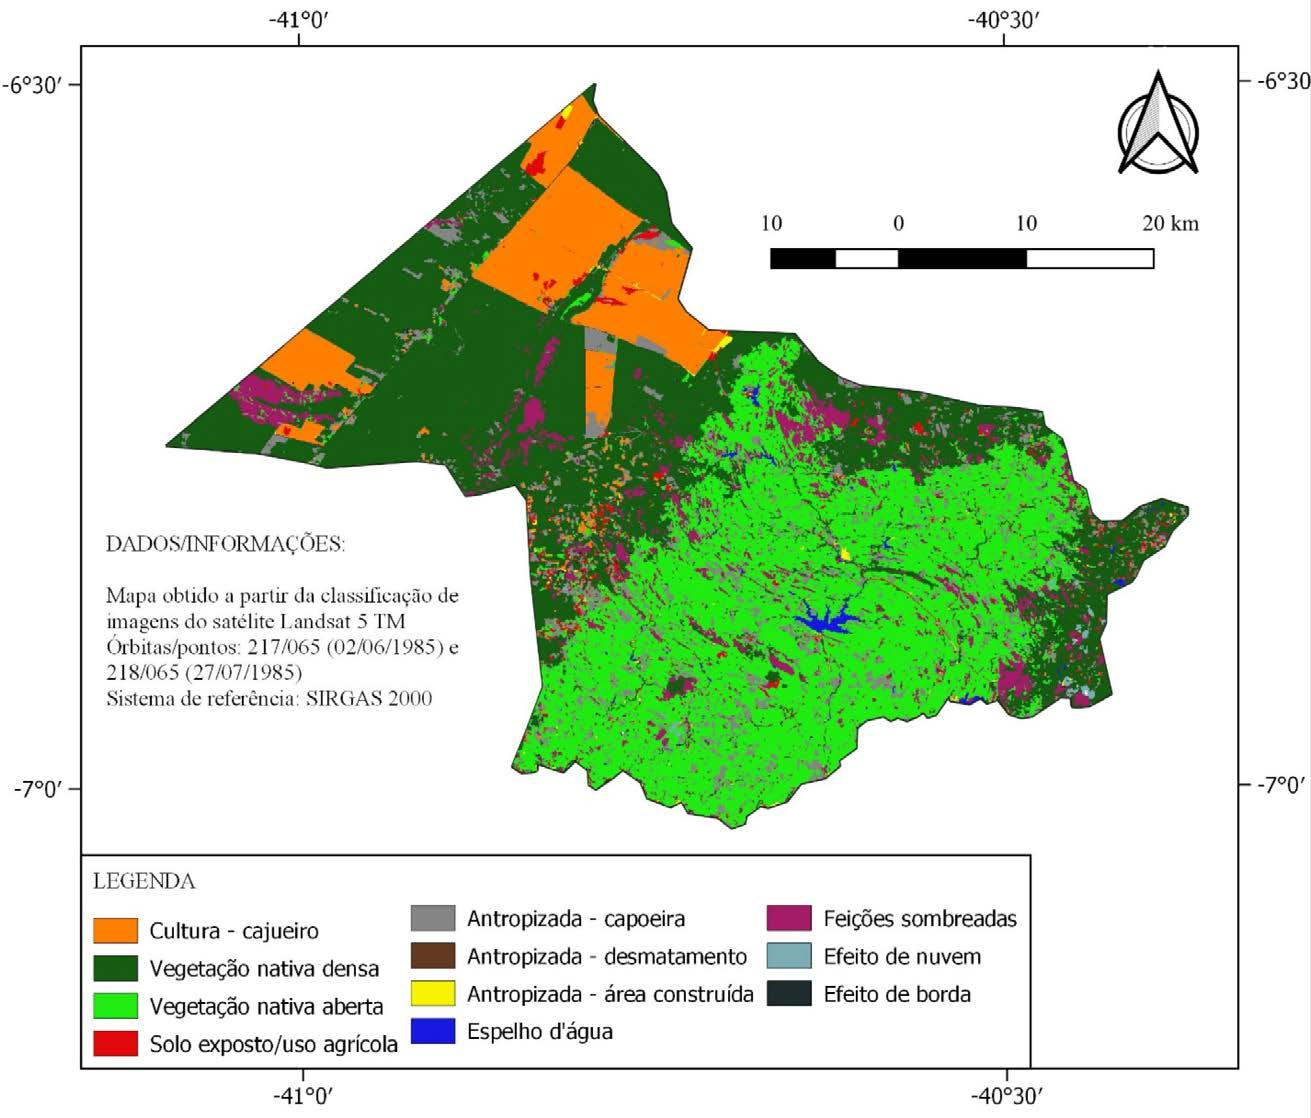 -41°0′
-40°30′
-6°30′
-6°30
10
0
10
20 km
DADOS/INFORMAÇÕES:
Mapa obtido a partir da classificação de
imagens do satélite Landsat 5 TM
Órbitas/pontos: 217/065 (02/06/1985) e
218/065 (27/07/1985)
Sistema de referência: SIRGAS 2000
-7°0′
-7°0′
LEGENDA
Cultura - cajueiro
Vegetação nativa densa
Vegetação nativa aberta
Solo exposto/uso agrícola
Antropizada - capoeira
Antropizada - desmatamento
Antropizada - área construída
Espelho d'água
Feições sombreadas
Efeito de nuvem
Efeito de borda
-41°0′
-40°30′